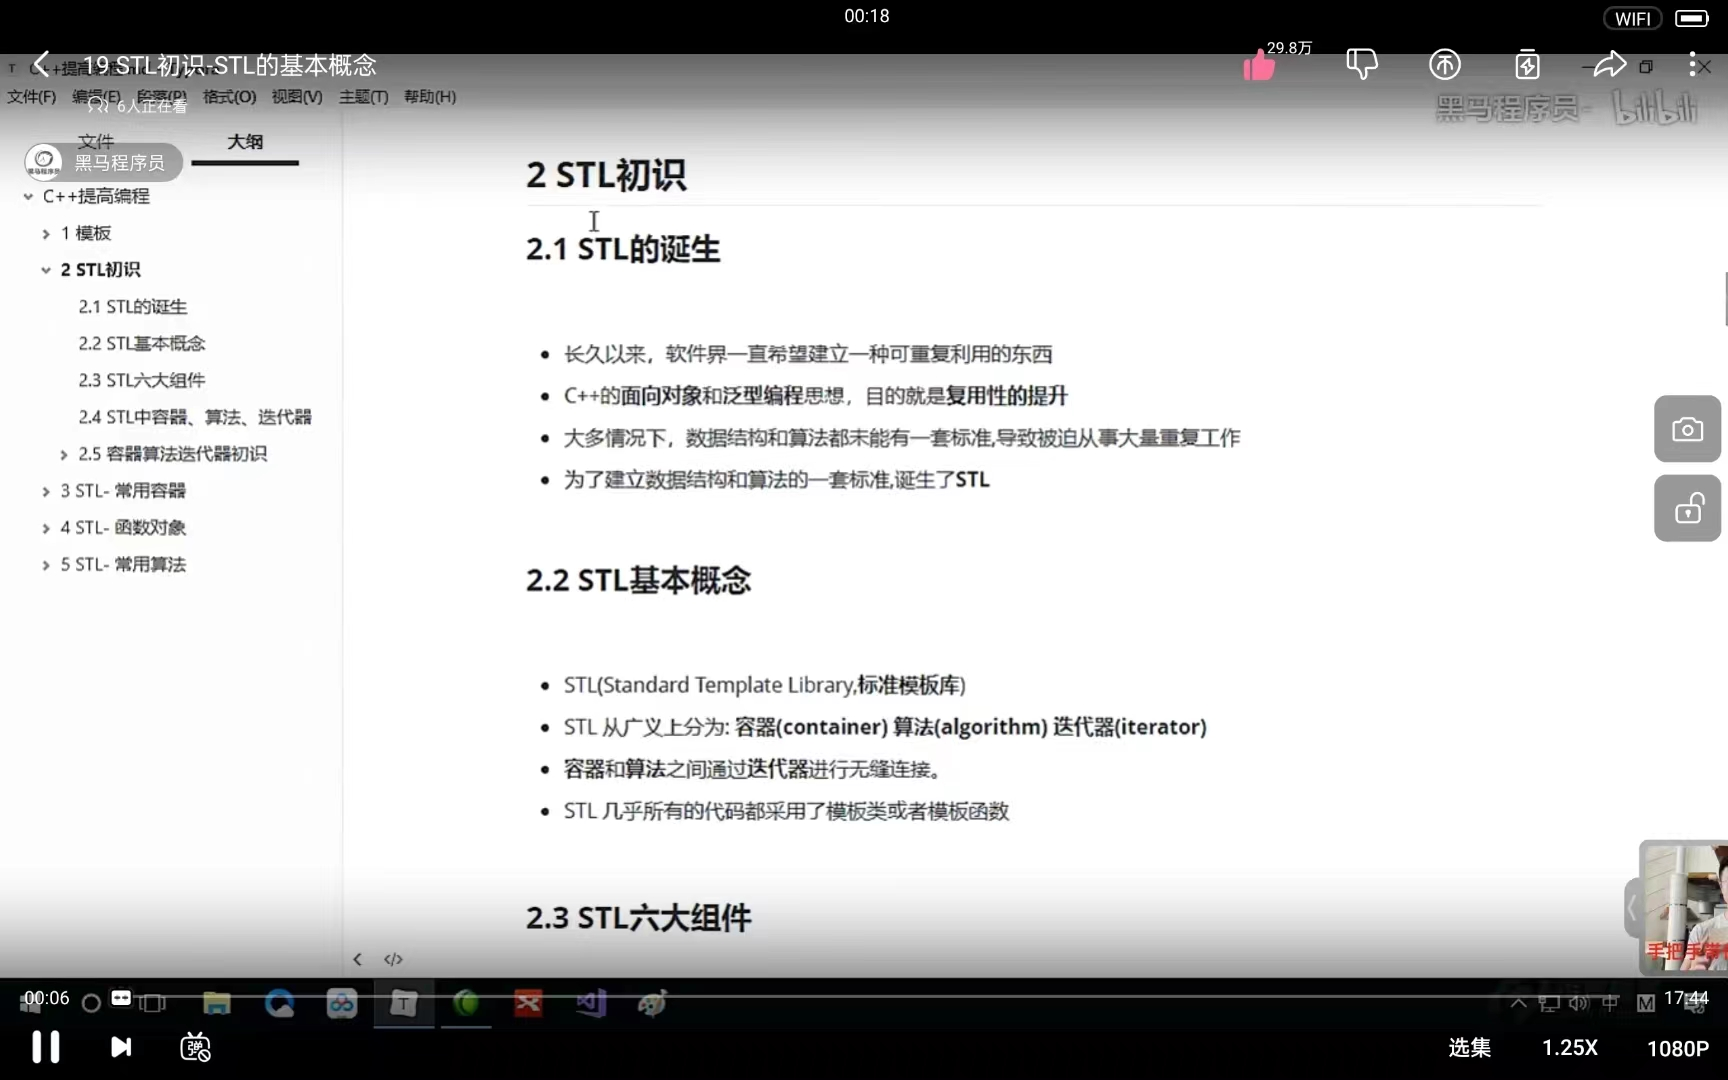 00:18
WIFI
19 STL初识-STL的基本概念
29.8万
文件(F) 编辑(E) 段落(P) 格式(O) 视图(V) 主题(T) 帮助(H)
6人正在看
黑马程序员- bilibili
文件 大纲
黑马程序员
C++提高编程
1 模板
2 STL初识
2.1 STL的诞生
2.2 STL基本概念
2.3 STL六大组件
2.4 STL中容器、算法、迭代器
2.5 容器算法迭代器初识
3 STL- 常用容器
4 STL- 函数对象
5 STL- 常用算法
2 STL初识
2.1 STL的诞生
长久以来，软件界一直希望建立一种可重复利用的东西
C++的面向对象和泛型编程思想，目的就是复用性的提升
大多情况下，数据结构和算法都未能有一套标准,导致被迫从事大量重复工作
为了建立数据结构和算法的一套标准,诞生了STL
2.2 STL基本概念
STL(Standard Template Library,标准模板库)
STL 从广义上分为: 容器(container) 算法(algorithm) 迭代器(iterator)
容器和算法之间通过迭代器进行无缝连接。
STL 几乎所有的代码都采用了模板类或者模板函数
2.3 STL六大组件
手把手
00:06
中
M
17:44
弹
选集
1.25X
1080P